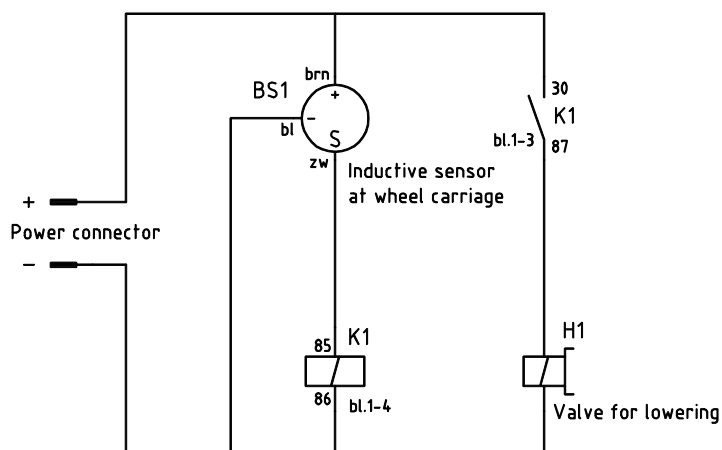 brn
BS1
+
-
bl
S
zw
Inductive sensor
at wheel carriage
30
K1
bl.1-3
87
+
Power connector
-
85
K1
86
bl.1-4
H1
Valve for lowering